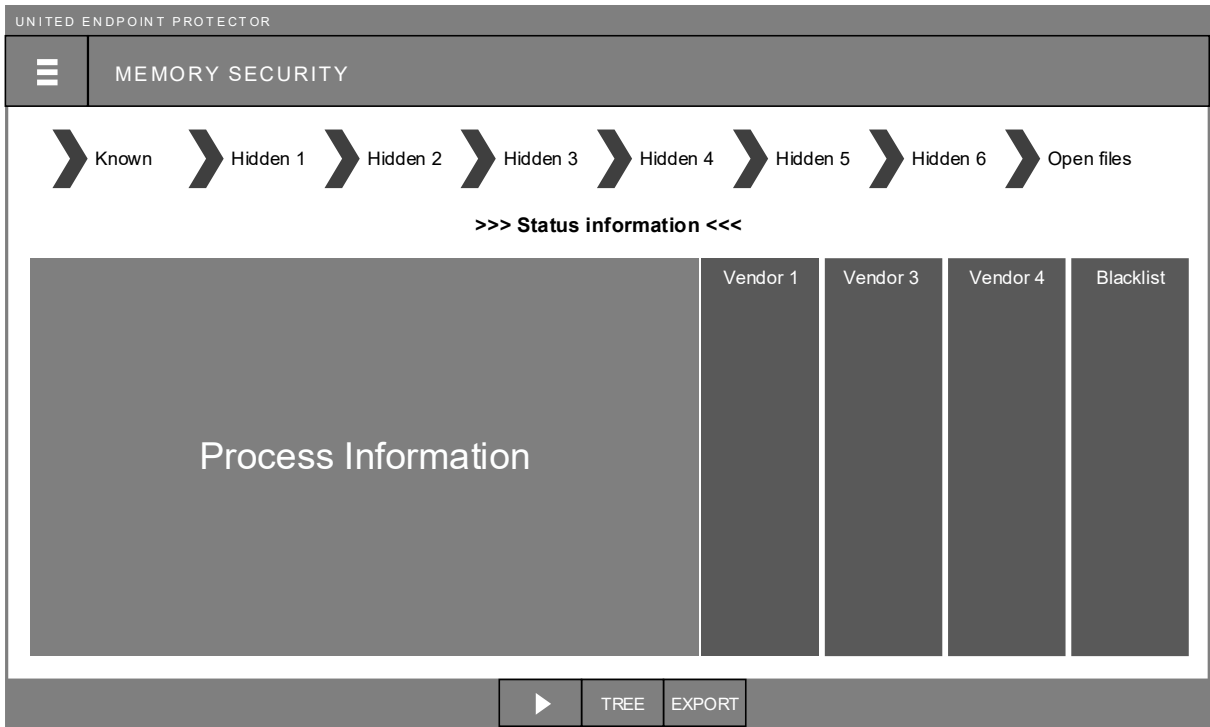 UNITED ENDPOINT PROTECTOR
MEMORY SECURITY
Known Hidden 1 Hidden 2 Hidden 3 Hidden 4 Hidden 5 Hidden 6 Open files
>>> Status information <<<
Vendor 1 Vendor 3 Vendor 4 Blacklist
Process Information
TREE EXPORT